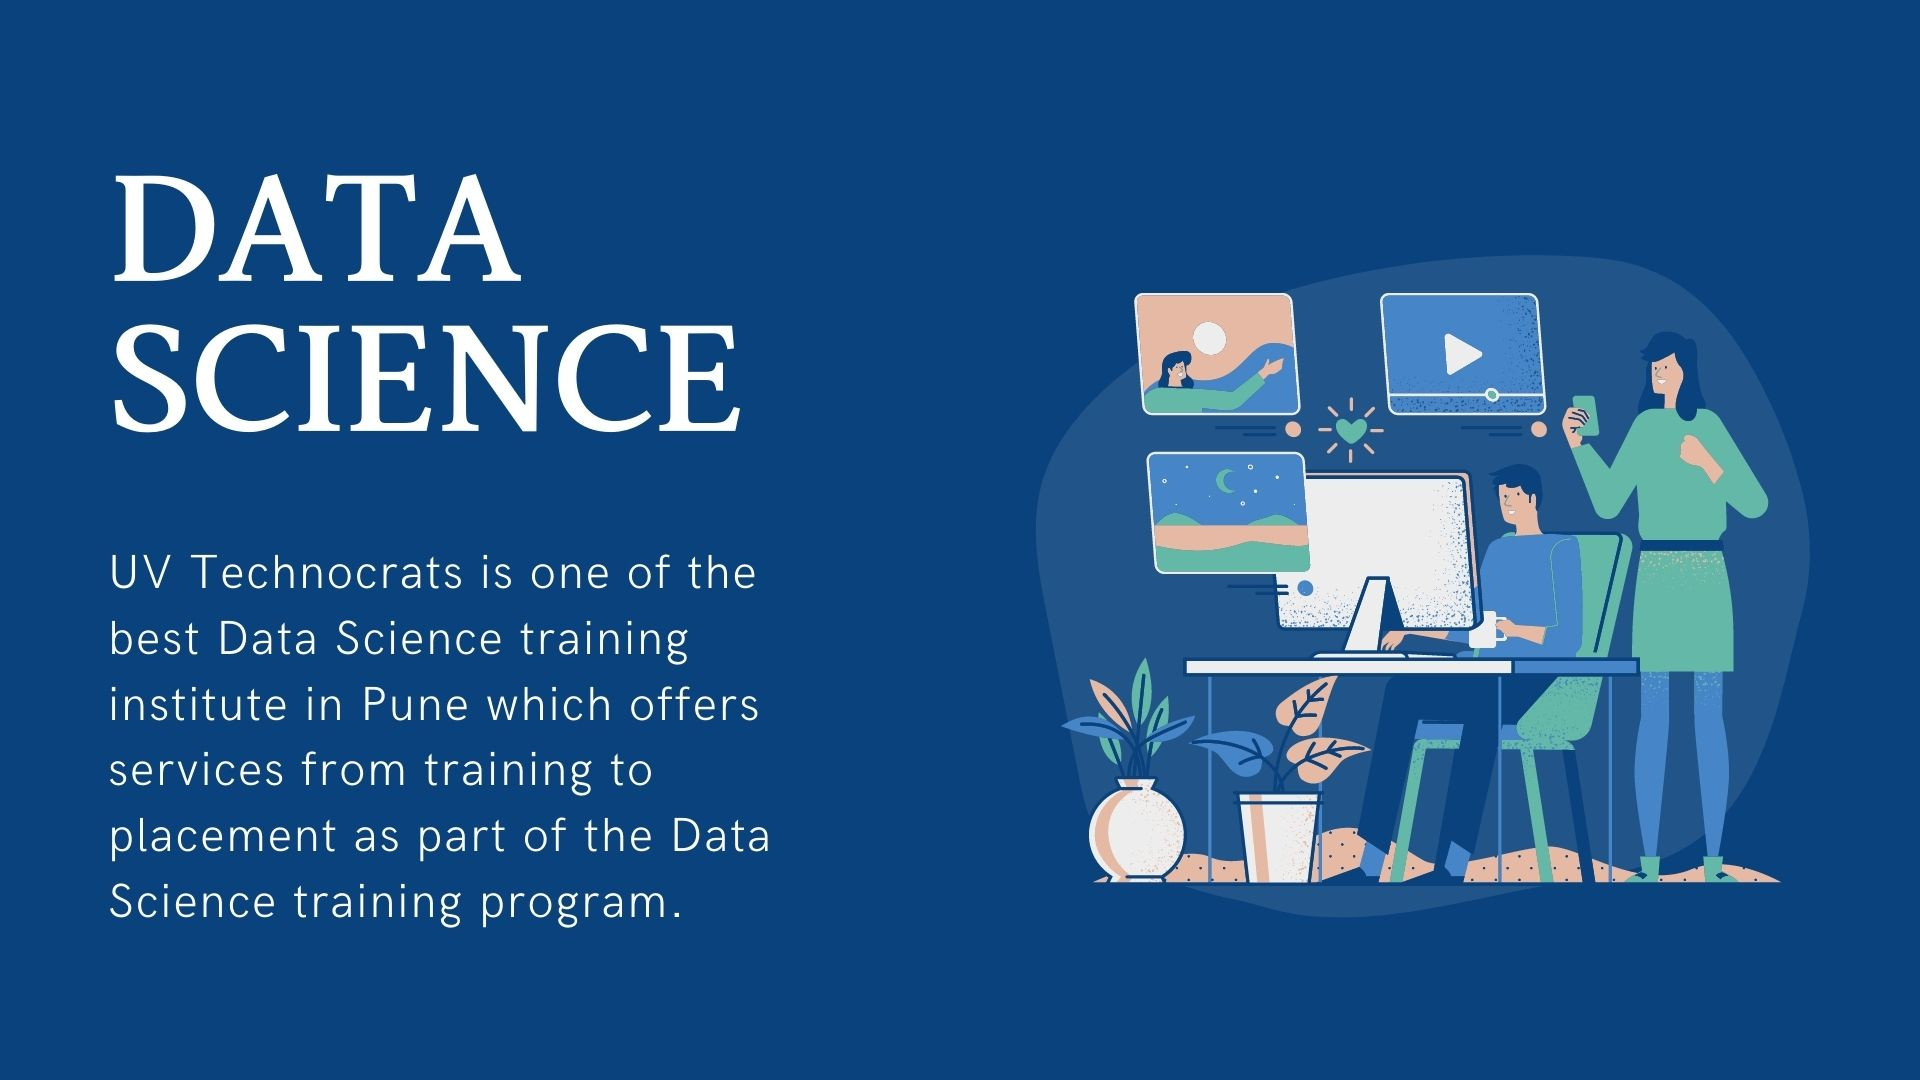 DATA
SCIENCE
UV Technocrats is one of the
best Data Science training
institute in Pune which offers
services from training to
placement as part of the Data
Science training program.